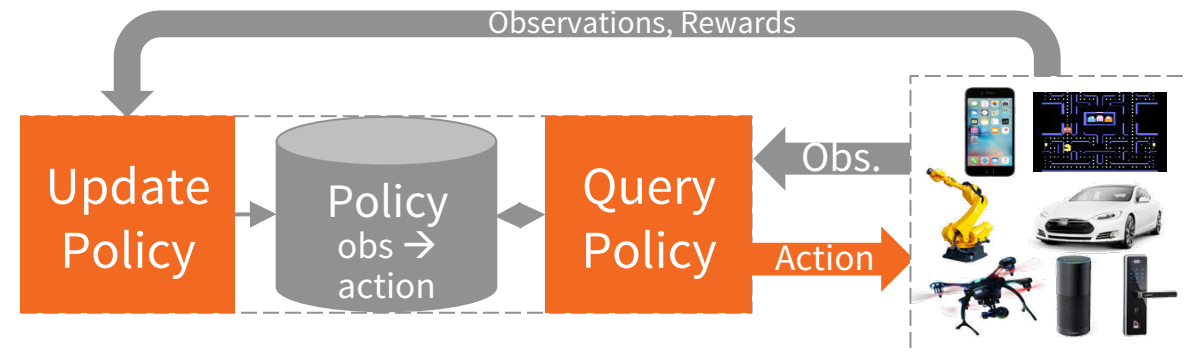 Observations, Rewards
Update
Policy
Policy
obs →
action
Query
Policy
Obs.
Action